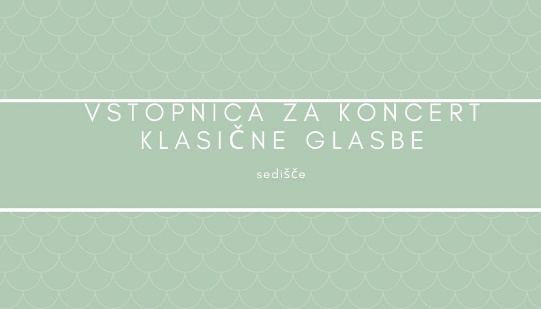 VSTOPNICA ZA KONCERT
KLASIČNE GLASBE
sedišče